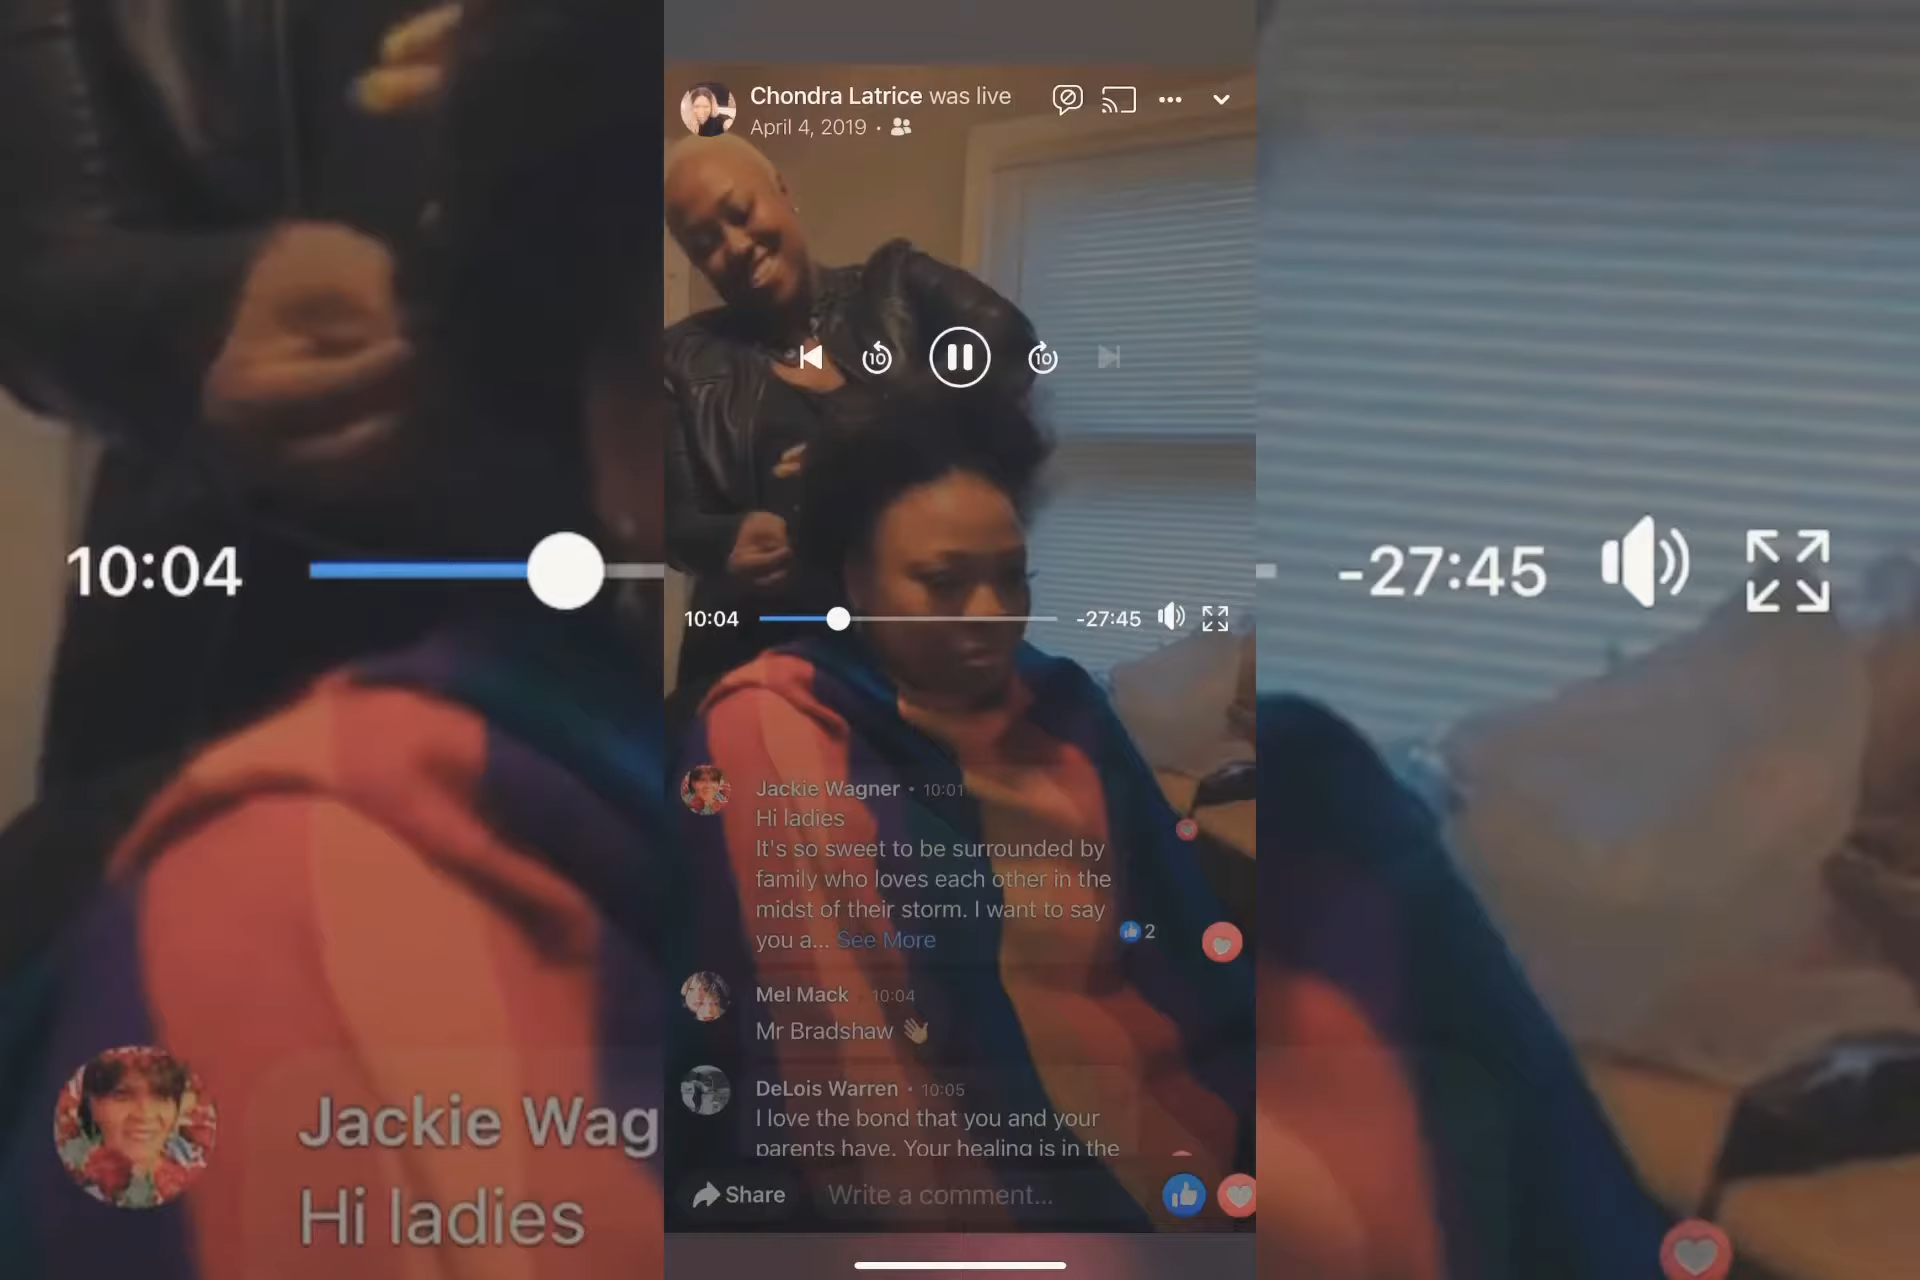 Chondra Latrice was live
April 4, 2019 ·
10
10
10:04
-27:45
10:04
-27:45
Jackie Wagner · 10:01
Hi ladies
It's so sweet to be surrounded by
family who loves each other in the
midst of their storm. I want to say
you a... See More
2
Mel Mack · 10:04
Mr Bradshaw 👋🏽
DeLois Warren · 10:05
I love the bond that you and your
parents have. Your healing is in the
Share
Write a comment...
Jackie Wag
Hi ladies